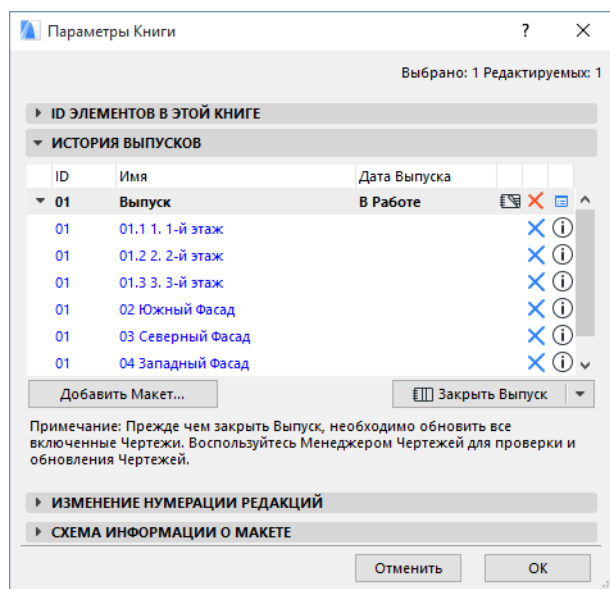 Параметры Книги
Выбрано: 1 Редактируемых: 1
ID ЭЛЕМЕНТОВ В ЭТОЙ КНИГЕ
ИСТОРИЯ ВЫПУСКОВ
ID Имя Дата Выпуска
01 Выпуск В Работе
01 01.1 1. 1-й этаж
01 01.2 2. 2-й этаж
01 01.3 3. 3-й этаж
01 02 Южный Фасад
01 03 Северный Фасад
01 04 Западный Фасад
Добавить Макет... Закрыть Выпуск
Примечание: Прежде чем закрыть Выпуск, необходимо обновить все
включенные Чертежи. Воспользуйтесь Менеджером Чертежей для проверки и
обновления Чертежей.
ИЗМЕНЕНИЕ НУМЕРАЦИИ РЕДАКЦИЙ
СХЕМА ИНФОРМАЦИИ О МАКЕТЕ
Отменить ОК